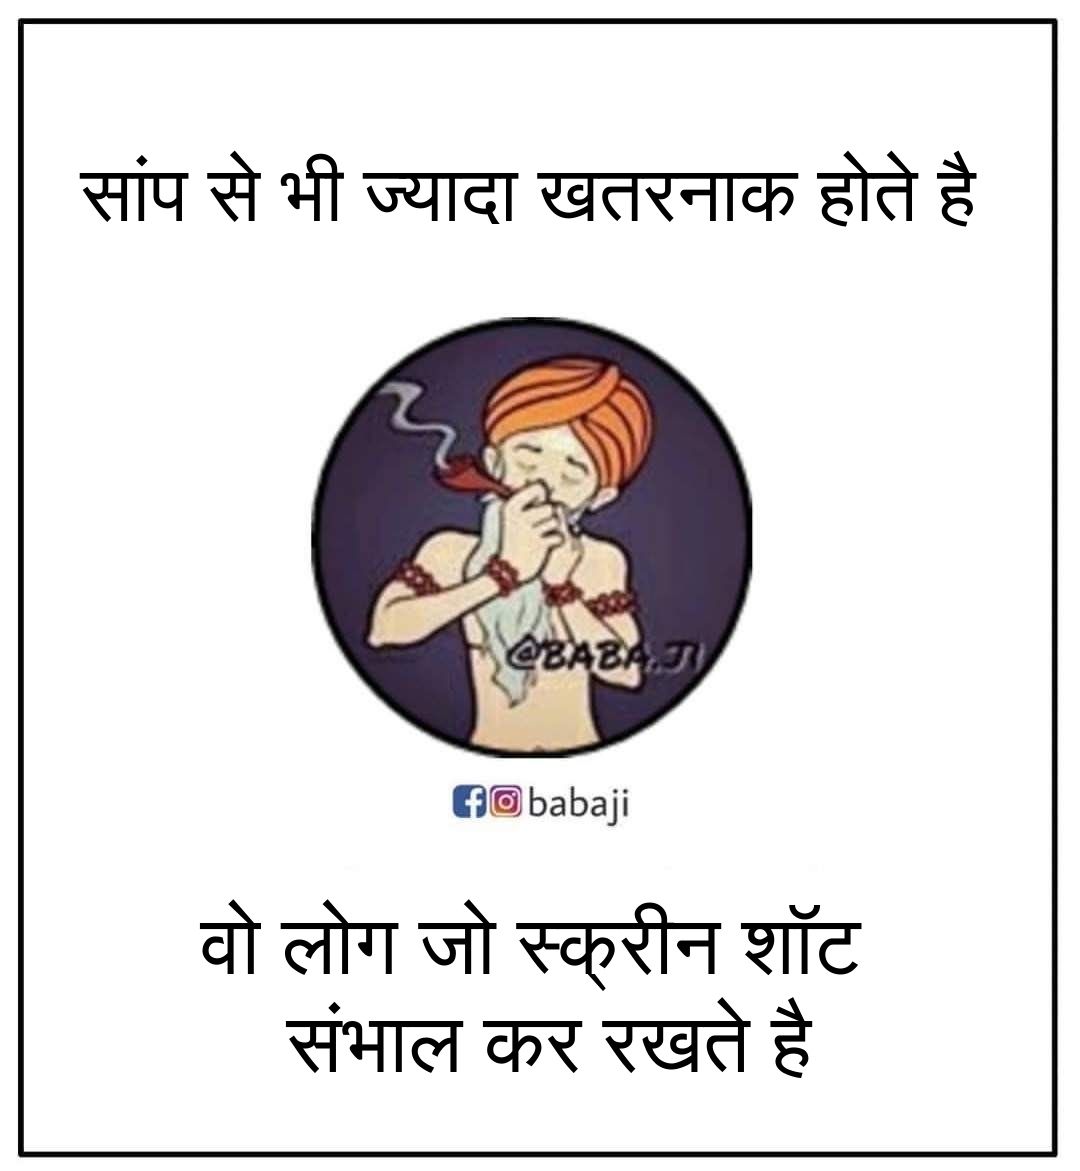 सांप से भी ज्यादा खतरनाक होते है
@BABA.JI
babaji
वो लोग जो स्क्रीन शॉट
संभाल कर रखते है